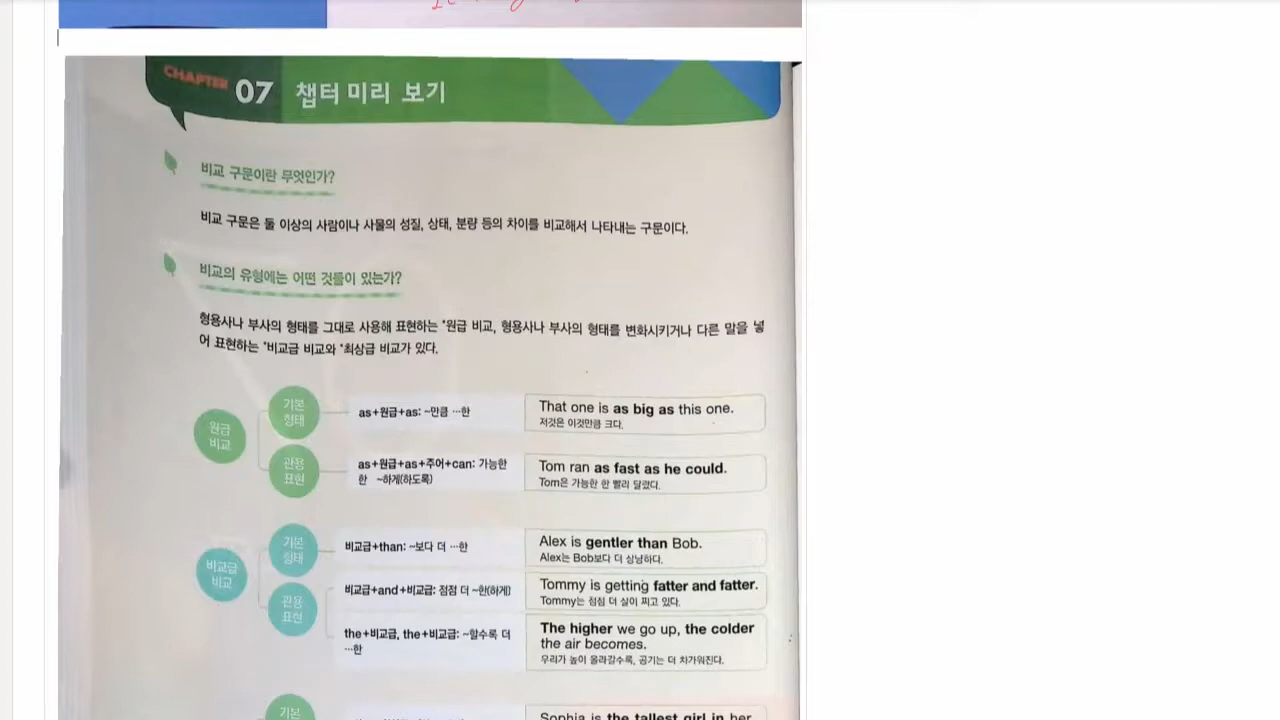 CHAPTER 07 챕터 미리 보기
비교 구문이란 무엇인가?
비교 구문은 둘 이상의 사람이나 사물의 성질, 상태, 분량 등의 차이를 비교해서 나타내는 구문이다.
비교의 유형에는 어떤 것들이 있는가?
형용사나 부사의 형태를 그대로 사용해 표현하는 *원급 비교, 형용사나 부사의 형태를 변화시키거나 다른 말을 넣
어 표현하는 *비교급 비교와 *최상급 비교가 있다.
원급
비교
기본
형태
as+원급+as: ~만큼 …한
That one is as big as this one.
저것은 이것만큼 크다.
관용
표현
as+원급+as+주어+can: 가능한
한 ~하게(하도록)
Tom ran as fast as he could.
Tom은 가능한 한 빨리 달렸다.
비교급
비교
기본
형태
비교급+than: ~보다 더 …한
Alex is gentler than Bob.
Alex는 Bob보다 더 상냥하다.
관용
표현
비교급+and+비교급: 점점 더 ~한(하게)
Tommy is getting fatter and fatter.
Tommy는 점점 더 살이 찌고 있다.
the+비교급, the+비교급: ~할수록 더
…한
The higher we go up, the colder
the air becomes.
우리가 높이 올라갈수록, 공기는 더 차가워진다.
기본
Sophia is the tallest girl in her